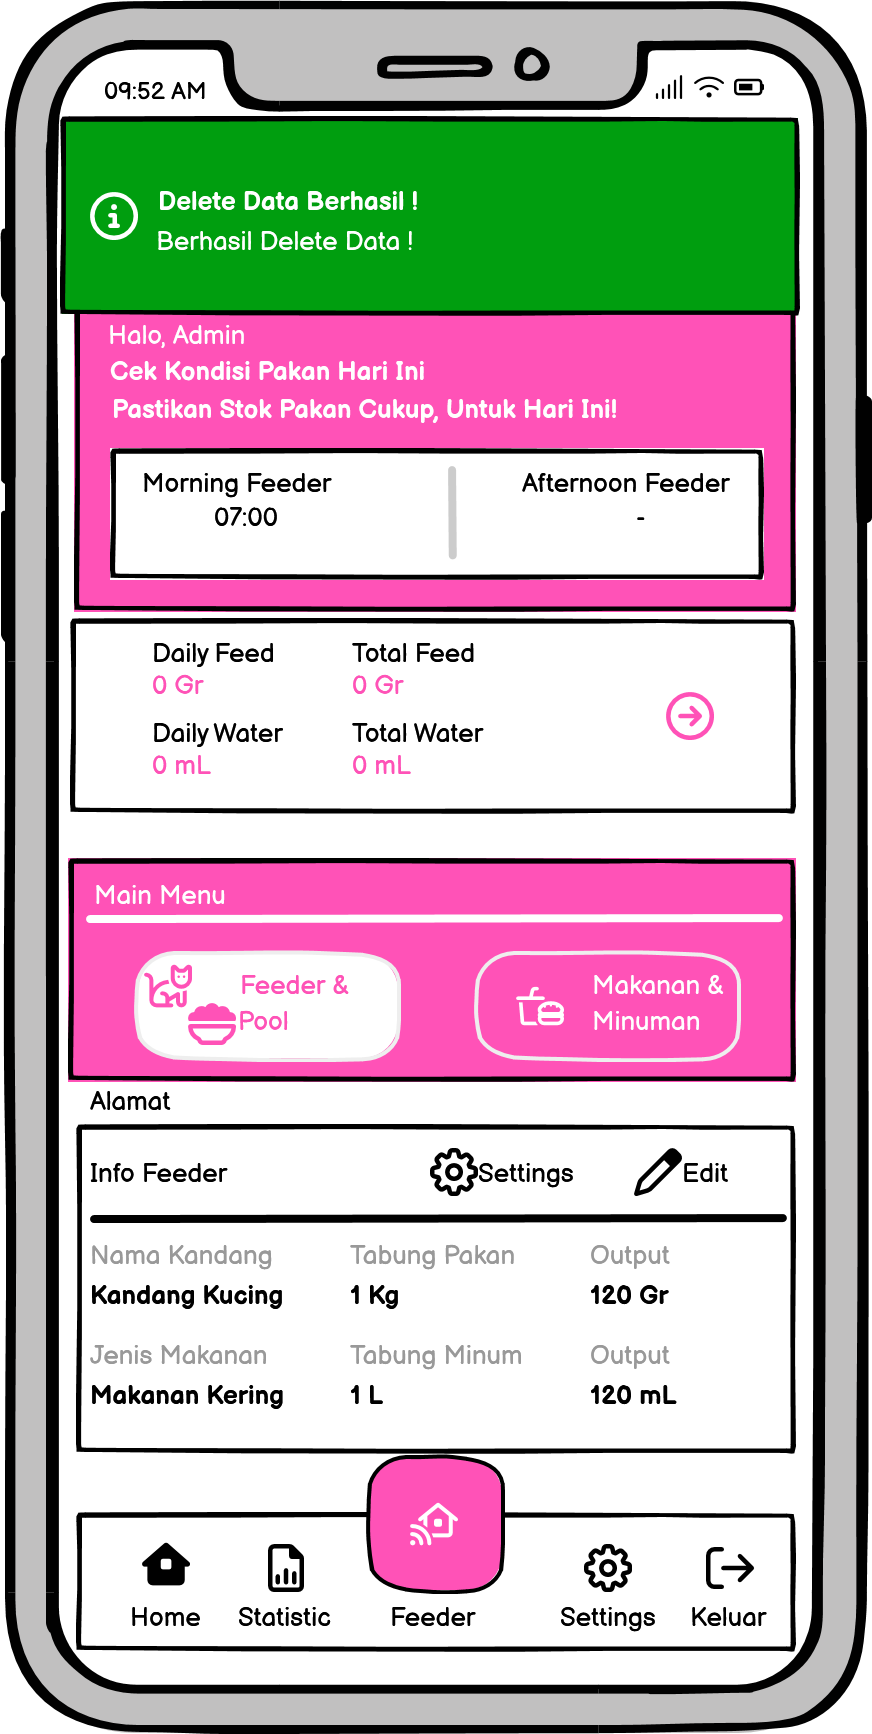 09:52 AM
Delete Data Berhasil !
Berhasil Delete Data !
Halo, Admin
Cek Kondisi Pakan Hari Ini
Pastikan Stok Pakan Cukup, Untuk Hari Ini!
Morning Feeder
07:00
Afternoon Feeder
-
Daily Feed
0 Gr
Total Feed
0 Gr
Daily Water
0 mL
Total Water
0 mL
Main Menu
Feeder &
Pool
Makanan &
Minuman
Alamat
Info Feeder
Settings
Edit
Nama Kandang
Kandang Kucing
Tabung Pakan
1 Kg
Output
120 Gr
Jenis Makanan
Makanan Kering
Tabung Minum
1 L
Output
120 mL
Home
Statistic
Feeder
Settings
Keluar